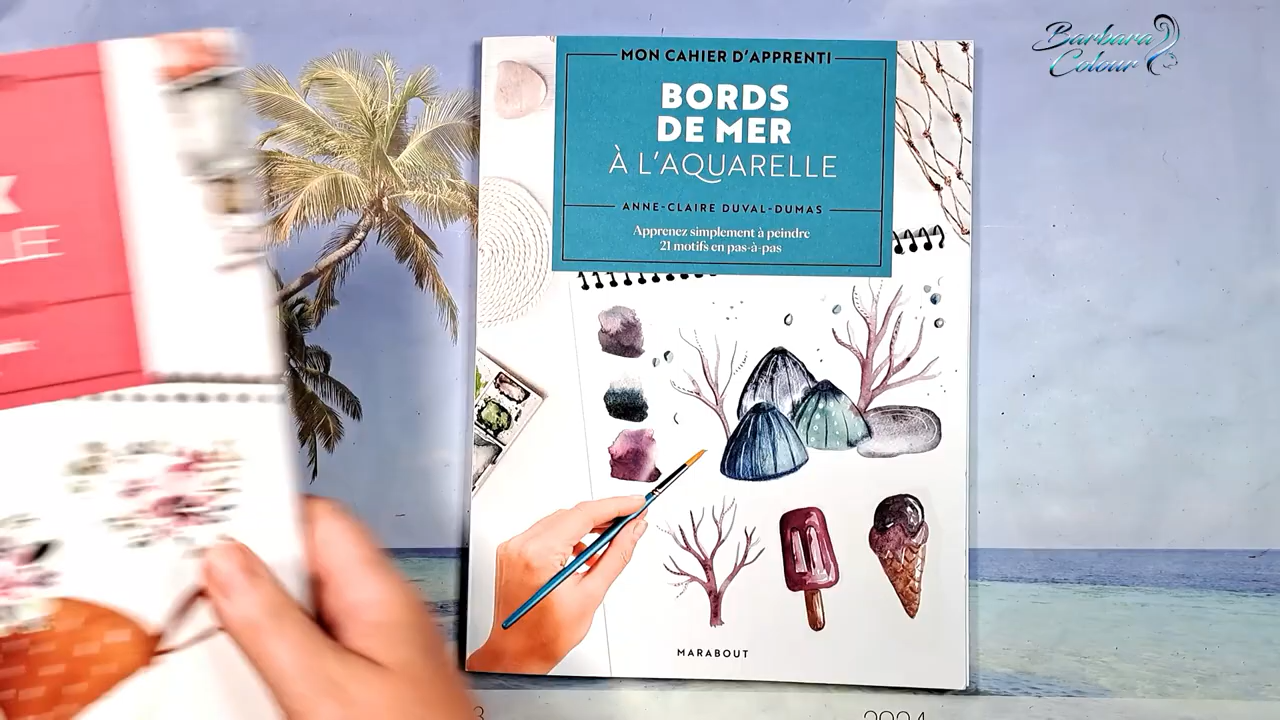 Barbara
Colour
MON CAHIER D'APPRENTI
BORDS
DE MER
À L'AQUARELLE
ANNE-CLAIRE DUVAL-DUMAS
Apprenez simplement à peindre
21 motifs en pas-à-pas
MARABOUT